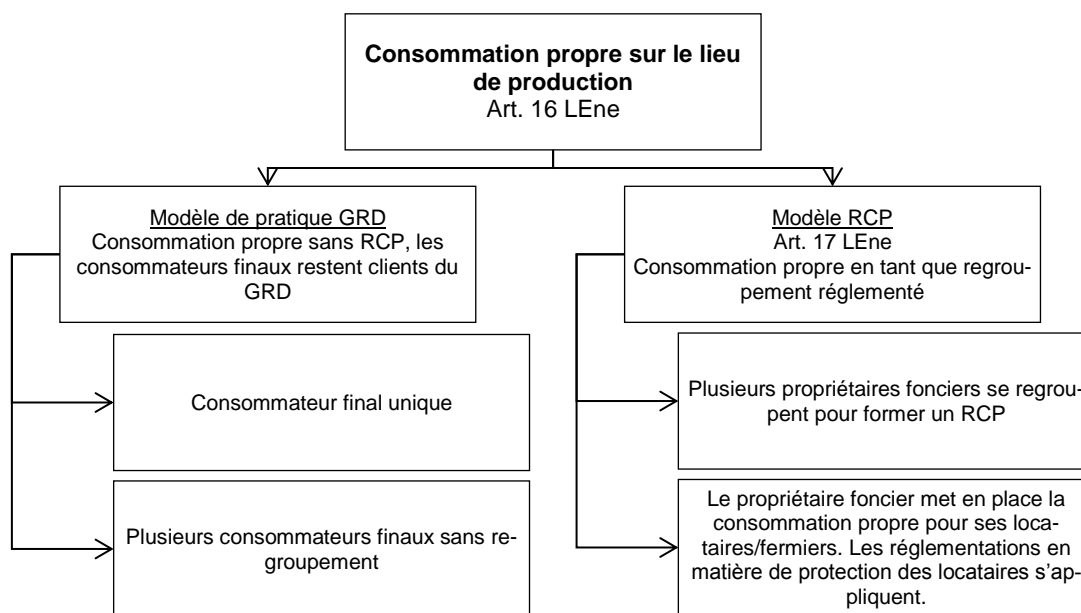 Consommation propre sur le lieu
de production
Art. 16 LEne
Modèle de pratique GRD
Consommation propre sans RCP, les
consommateurs finaux restent clients du
GRD
Modèle RCP
Art. 17 LEne
Consommation propre en tant que regrou-
pement réglementé
Consommateur final unique
Plusieurs propriétaires fonciers se regrou-
pent pour former un RCP
Plusieurs consommateurs finaux sans re-
groupement
Le propriétaire foncier met en place la
consommation propre pour ses loca-
taires/fermiers. Les réglementations en
matière de protection des locataires s’ap-
pliquent.